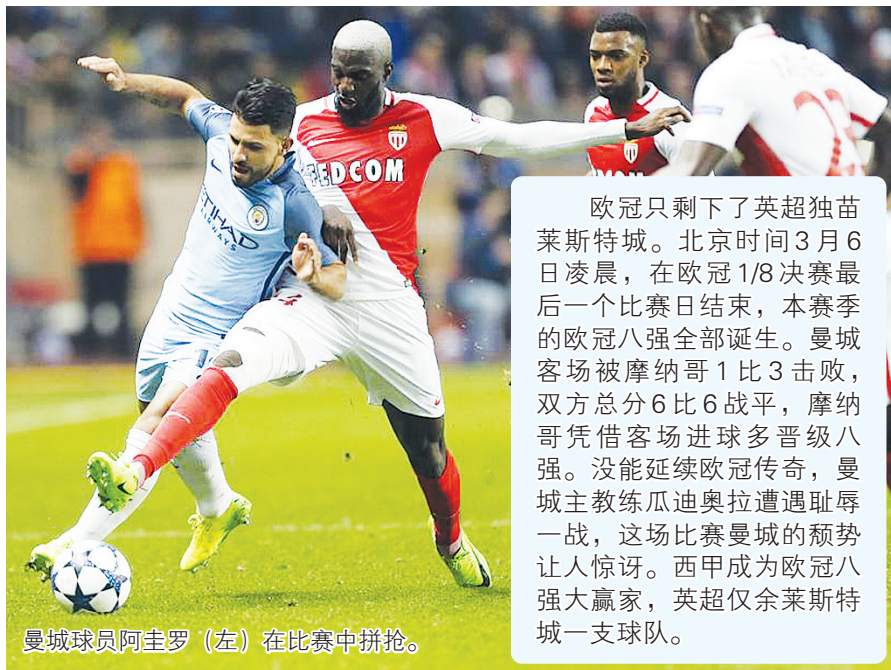 FEDCOM
ETIHAD
AIRWAYS
欧冠只剩下了英超独苗
莱斯特城。北京时间3月6
日凌晨，在欧冠1/8决赛最
后一个比赛日结束，本赛季
的欧冠八强全部诞生。曼城
客场被摩纳哥1比3击败，
双方总分6比6战平，摩纳
哥凭借客场进球多晋级八
强。没能延续欧冠传奇，曼
城主教练瓜迪奥拉遭遇耻辱
一战，这场比赛曼城的颓势
让人惊讶。西甲成为欧冠八
强大赢家，英超仅余莱斯特
城一支球队。
曼城球员阿圭罗（左）在比赛中拼抢。